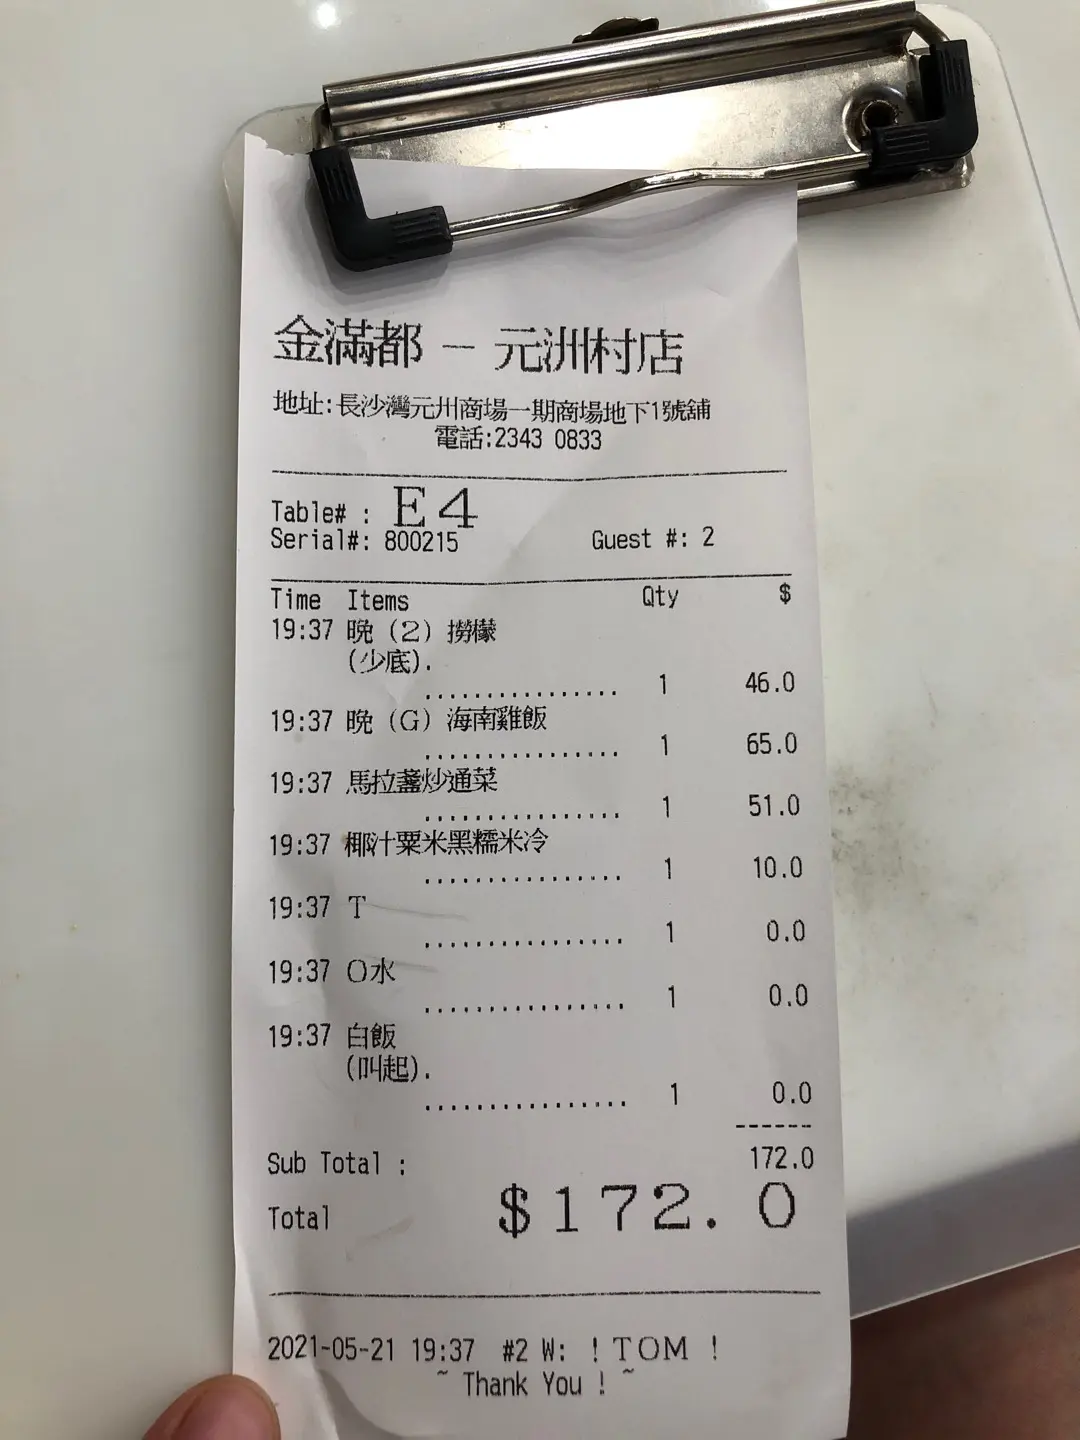 金滿都 － 元洲村店
地址:長沙灣元州商場一期商場地下1號舖
電話:2343 0833
Table# : E4
Serial#: 800215 Guest #: 2
Time Items Qty $
19:37 晚（2）撈檬
(少底).
................ 1 46.0
19:37 晚（G）海南雞飯
................ 1 65.0
19:37 馬拉盞炒通菜
................ 1 51.0
19:37 椰汁粟米黑糯米冷
................ 1 10.0
19:37 T
................ 1 0.0
19:37 O水
................ 1 0.0
19:37 白飯
(叫起).
................ 1 0.0
------
Sub Total : 172.0
Total $172.0
2021-05-21 19:37 #2 W: !TOM !
~ Thank You ! ~